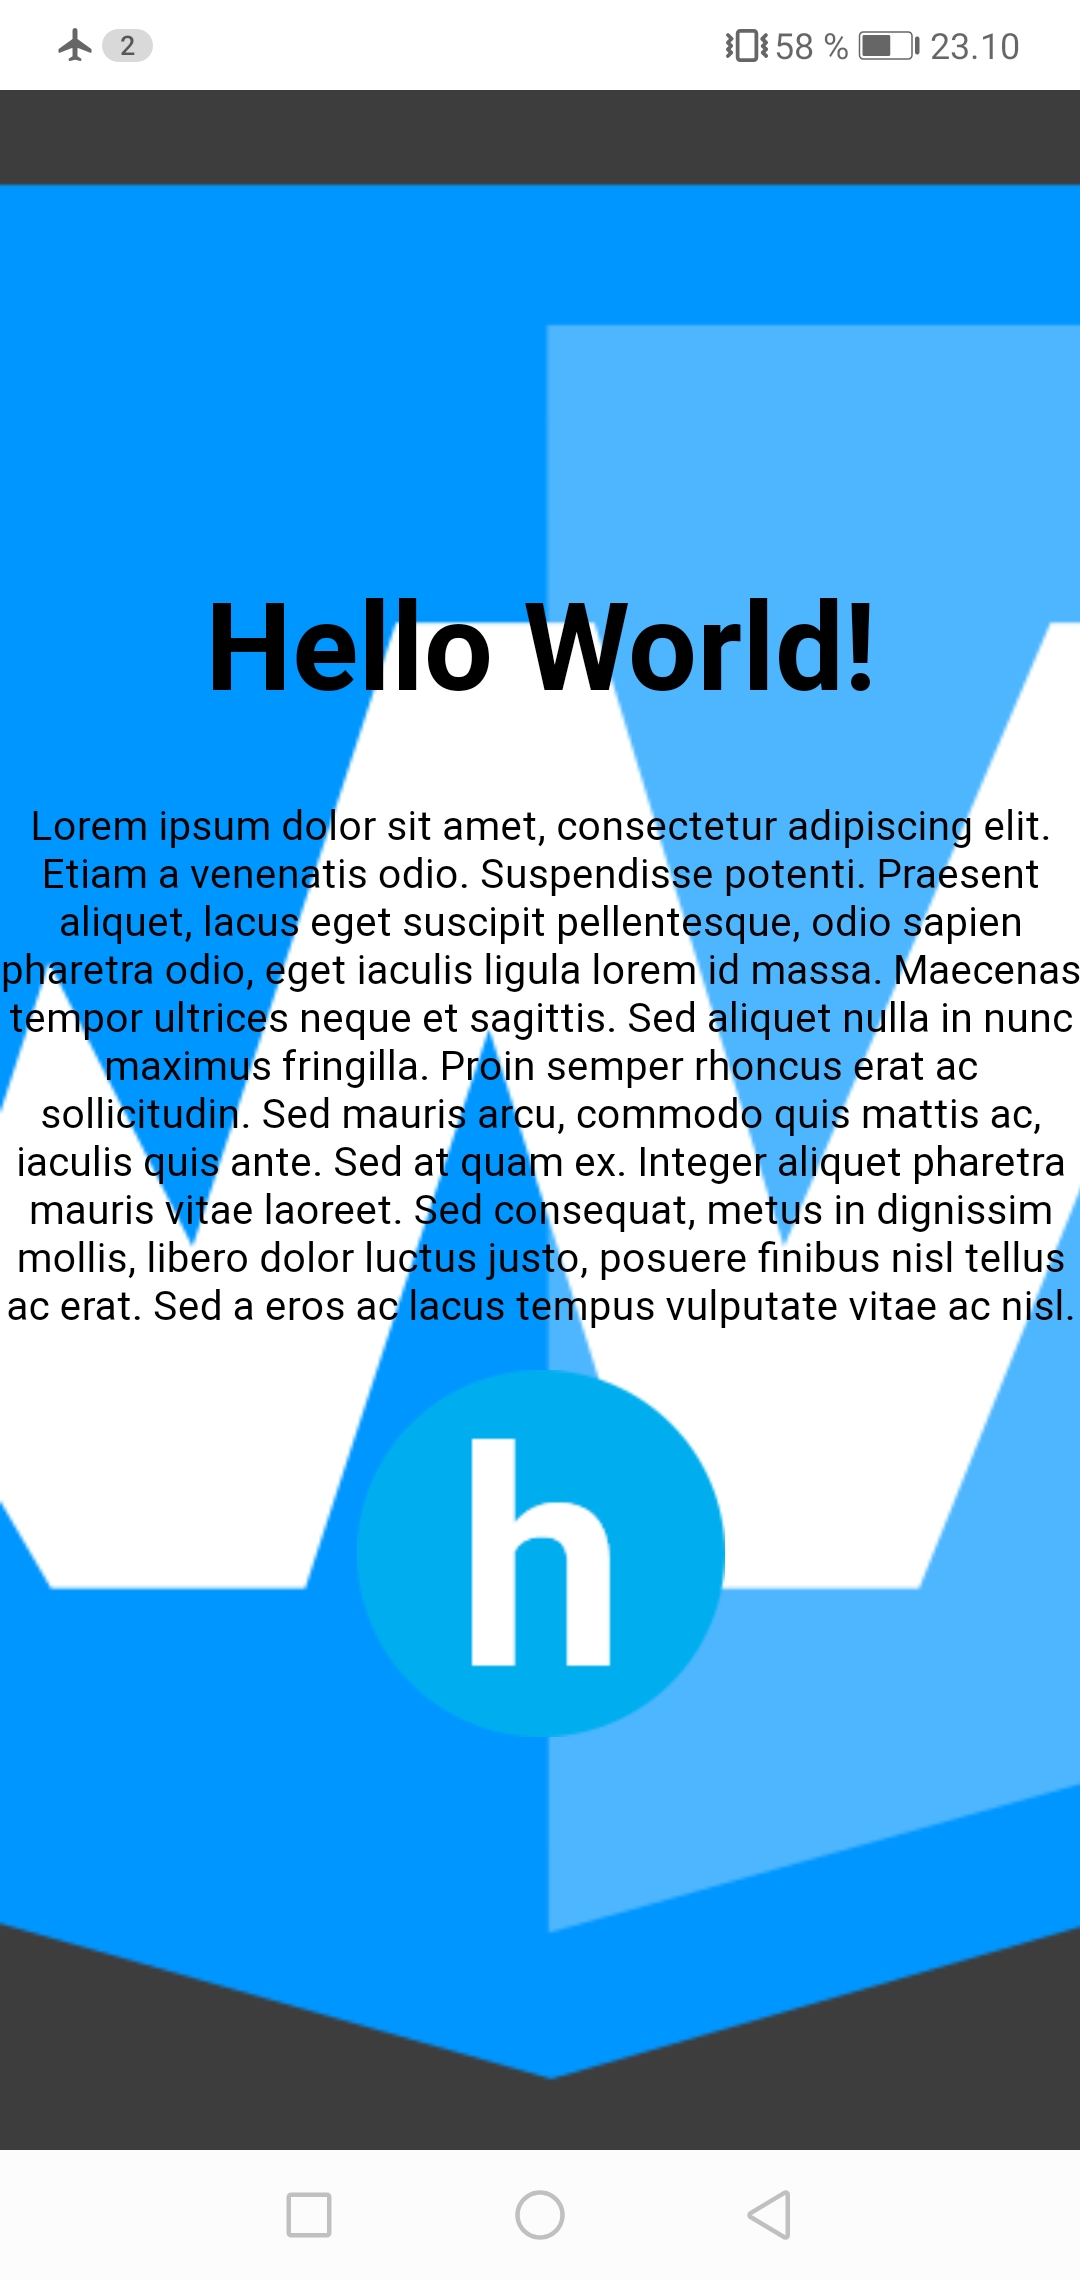 2 58 % 23.10
Hello World!
Lorem ipsum dolor sit amet, consectetur adipiscing elit.
Etiam a venenatis odio. Suspendisse potenti. Praesent
aliquet, lacus eget suscipit pellentesque, odio sapien
pharetra odio, eget iaculis ligula lorem id massa. Maecenas
tempor ultrices neque et sagittis. Sed aliquet nulla in nunc
maximus fringilla. Proin semper rhoncus erat ac
sollicitudin. Sed mauris arcu, commodo quis mattis ac,
iaculis quis ante. Sed at quam ex. Integer aliquet pharetra
mauris vitae laoreet. Sed consequat, metus in dignissim
mollis, libero dolor luctus justo, posuere finibus nisl tellus
ac erat. Sed a eros ac lacus tempus vulputate vitae ac nisl.
h